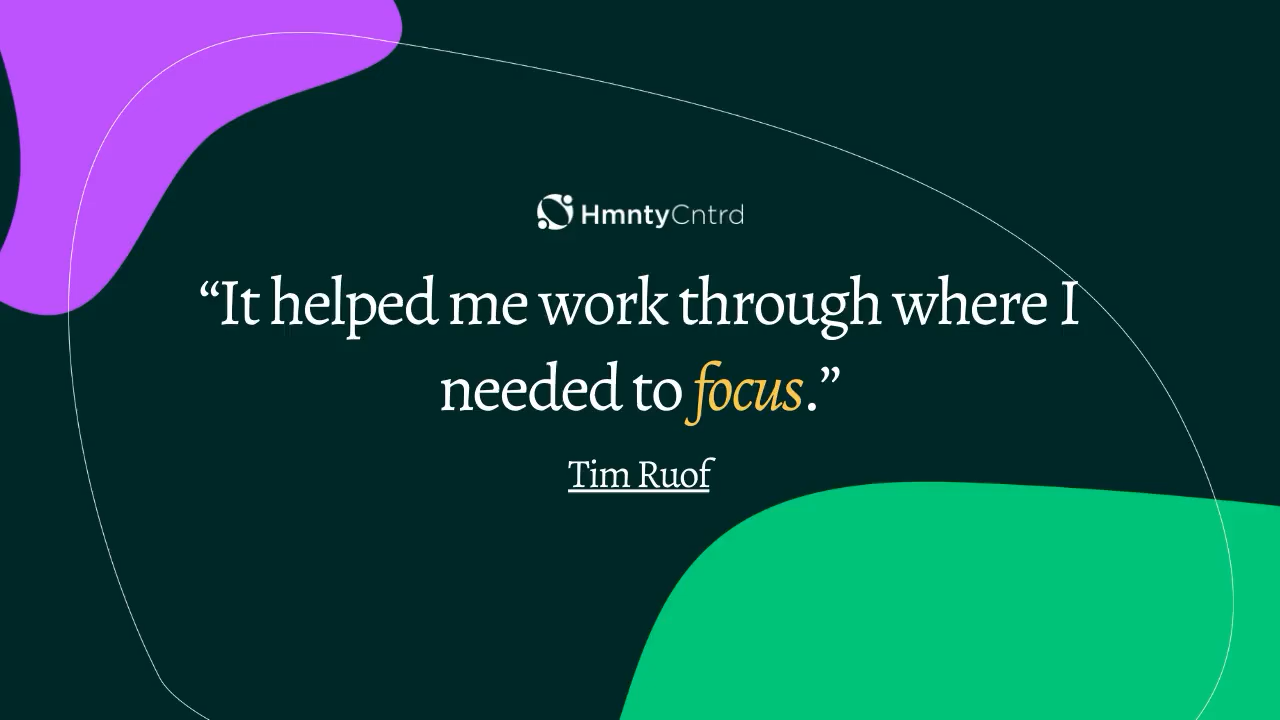 HmntyCntrd
“It helped me work through where I
needed to focus.”
Tim Ruof